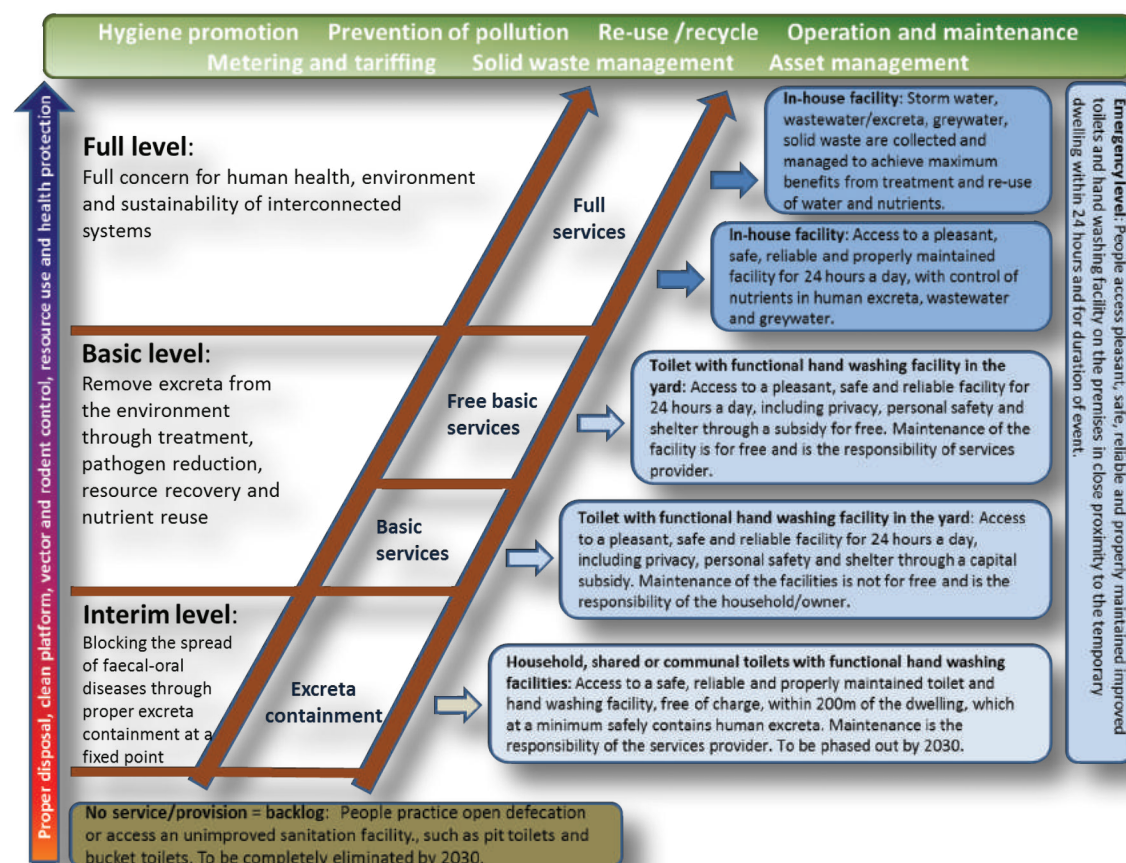 Hygiene promotion Prevention of pollution Re-use /recycle Operation and maintenance
Metering and tariffing Solid waste management Asset management
Proper disposal, clean platform, vector and rodent control, resource use and health protection
Full level:
Full concern for human health, environment
and sustainability of interconnected
systems
Full
services
In-house facility: Storm water,
wastewater/excreta, greywater,
solid waste are collected and
managed to achieve maximum
benefits from treatment and re-use
of water and nutrients.
In-house facility: Access to a pleasant,
safe, reliable and properly maintained
facility for 24 hours a day, with control of
nutrients in human excreta, wastewater
and greywater.
Basic level:
Remove excreta from
the environment
through treatment,
pathogen reduction,
resource recovery and
nutrient reuse
Free basic
services
Toilet with functional hand washing facility in the
yard: Access to a pleasant, safe and reliable facility for
24 hours a day, including privacy, personal safety and
shelter through a subsidy for free. Maintenance of the
facility is for free and is the responsibility of services
provider.
Basic
services
Toilet with functional hand washing facility in the yard: Access
to a pleasant, safe and reliable facility for 24 hours a day,
including privacy, personal safety and shelter through a capital
subsidy. Maintenance of the facilities is not for free and is the
responsibility of the household/owner.
Interim level:
Blocking the spread
of faecal-oral
diseases through
proper excreta
containment at a
fixed point
Excreta
containment
Household, shared or communal toilets with functional hand washing
facilities: Access to a safe, reliable and properly maintained toilet and
hand washing facility, free of charge, within 200m of the dwelling, which
at a minimum safely contains human excreta. Maintenance is the
responsibility of the services provider. To be phased out by 2030.
No service/provision = backlog: People practice open defecation
or access an unimproved sanitation facility., such as pit toilets and
bucket toilets. To be completely eliminated by 2030.
Emergency level: People access pleasant, safe, reliable and properly maintained improved
toilets and hand washing facility on the premises in close proximity to the temporary
dwelling within 24 hours and for duration of event.